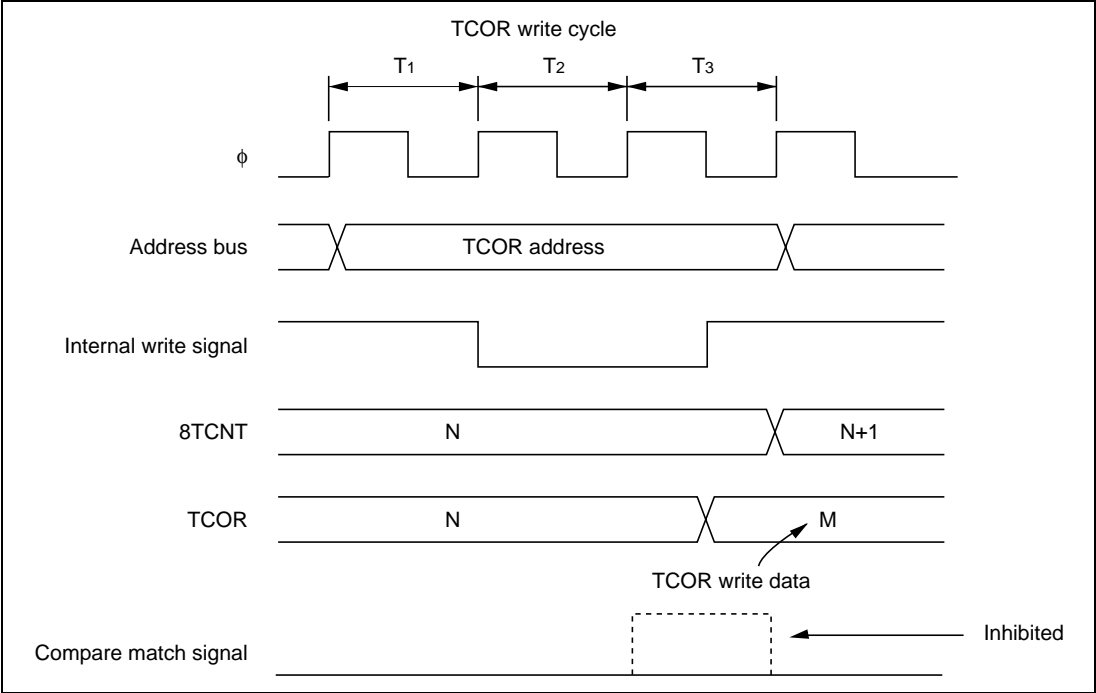 TCOR write cycle
T1 T2 T3
φ
Address bus TCOR address
Internal write signal
8TCNT N N+1
TCOR N M
TCOR write data
Inhibited
Compare match signal